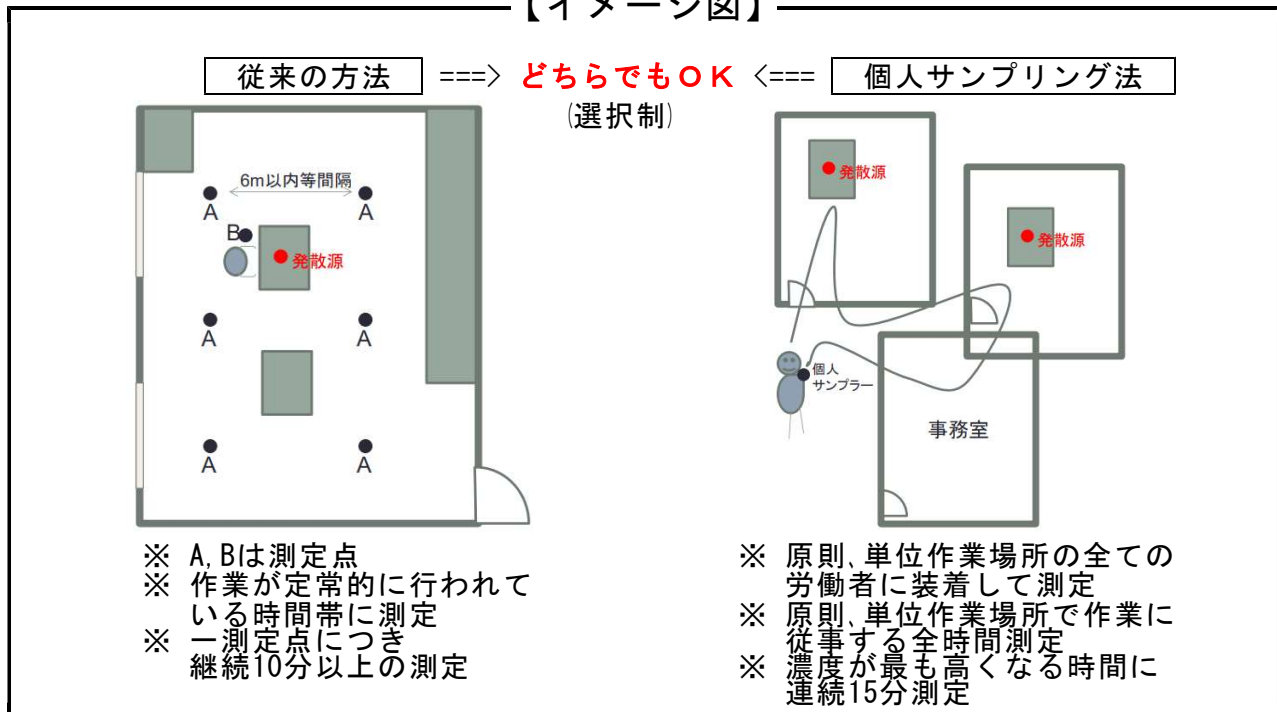 【イメージ図】
従来の方法 ===> どちらでもOK <=== 個人サンプリング法
(選択制)
6m以内等間隔
A A
B
発散源
A A
A A
発散源
発散源
個人
サンプラー
事務室
※ A,Bは測定点
※ 作業が定常的に行われて
いる時間帯に測定
※ 一測定点につき
継続10分以上の測定
※ 原則、単位作業場所の全ての
労働者に装着して測定
※ 原則、単位作業場所で作業に
従事する全時間測定
※ 濃度が最も高くなる時間に
連続15分測定